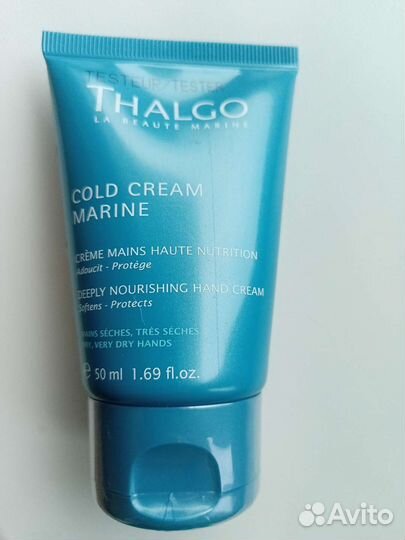 TESTEUR/TESTER
THALGO
LA BEAUTÉ MARINE
COLD CREAM
MARINE
CRÈME MAINS HAUTE NUTRITION
Adoucit - Protège
DEEPLY NOURISHING HAND CREAM
Softens - Protects
MAINS SÈCHES, TRÈS SÈCHES
DRY, VERY DRY HANDS
e 50 ml 1.69 fl.oz.
Avito